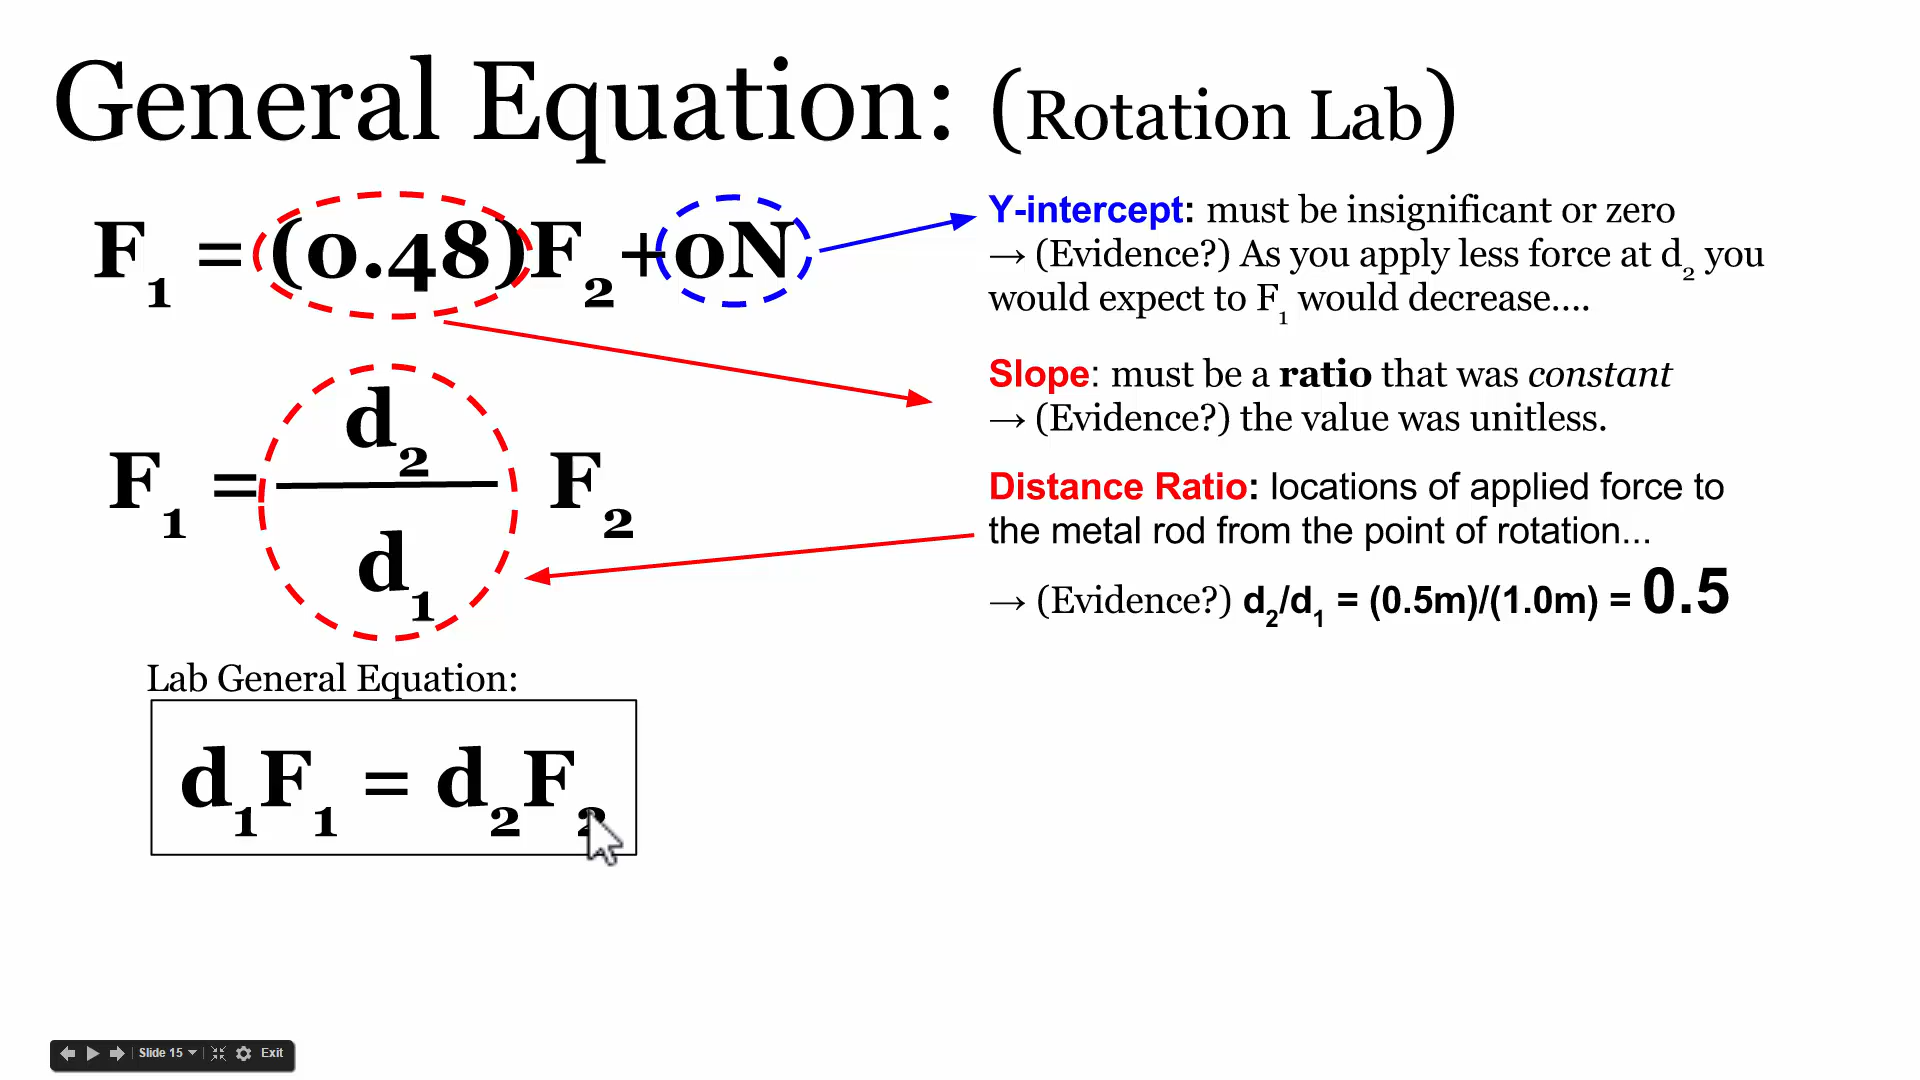 General Equation: (Rotation Lab)
F₁ = (0.48)F₂+0N
Y-intercept: must be insignificant or zero
→ (Evidence?) As you apply less force at d₂ you
would expect to F₁ would decrease....
Slope: must be a ratio that was constant
→ (Evidence?) the value was unitless.
F₁ = d₂/d₁ F₂
Distance Ratio: locations of applied force to
the metal rod from the point of rotation...
→ (Evidence?) d₂/d₁ = (0.5m)/(1.0m) = 0.5
Lab General Equation:
d₁F₁ = d₂F₂
Slide 15 Exit